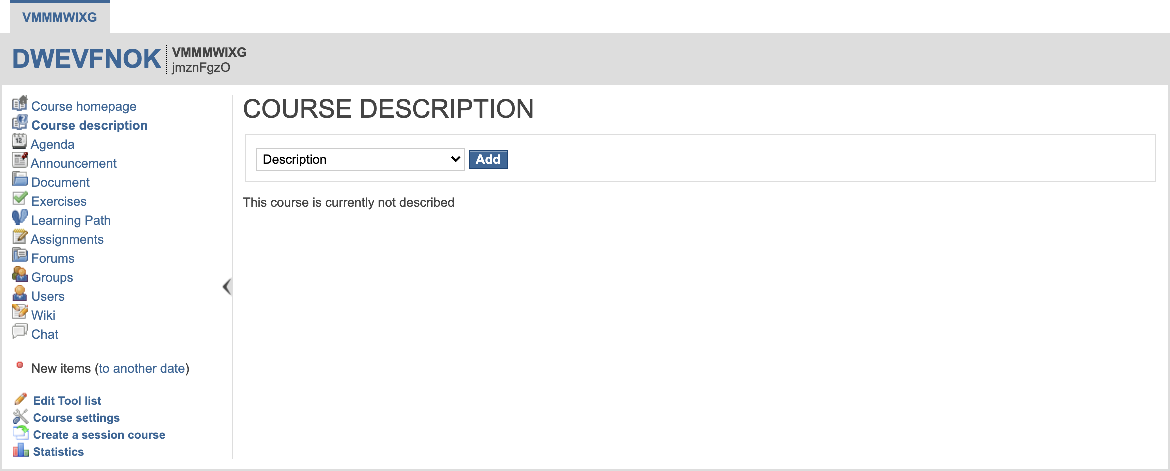 VMMMWIXG
DWEVFNOK
VMMMWIXG
jmznFgzO
Course homepage
Course description
Agenda
Announcement
Document
Exercises
Learning Path
Assignments
Forums
Groups
Users
Wiki
Chat
New items (to another date)
Edit Tool list
Course settings
Create a session course
Statistics
COURSE DESCRIPTION
Description Add
This course is currently not described